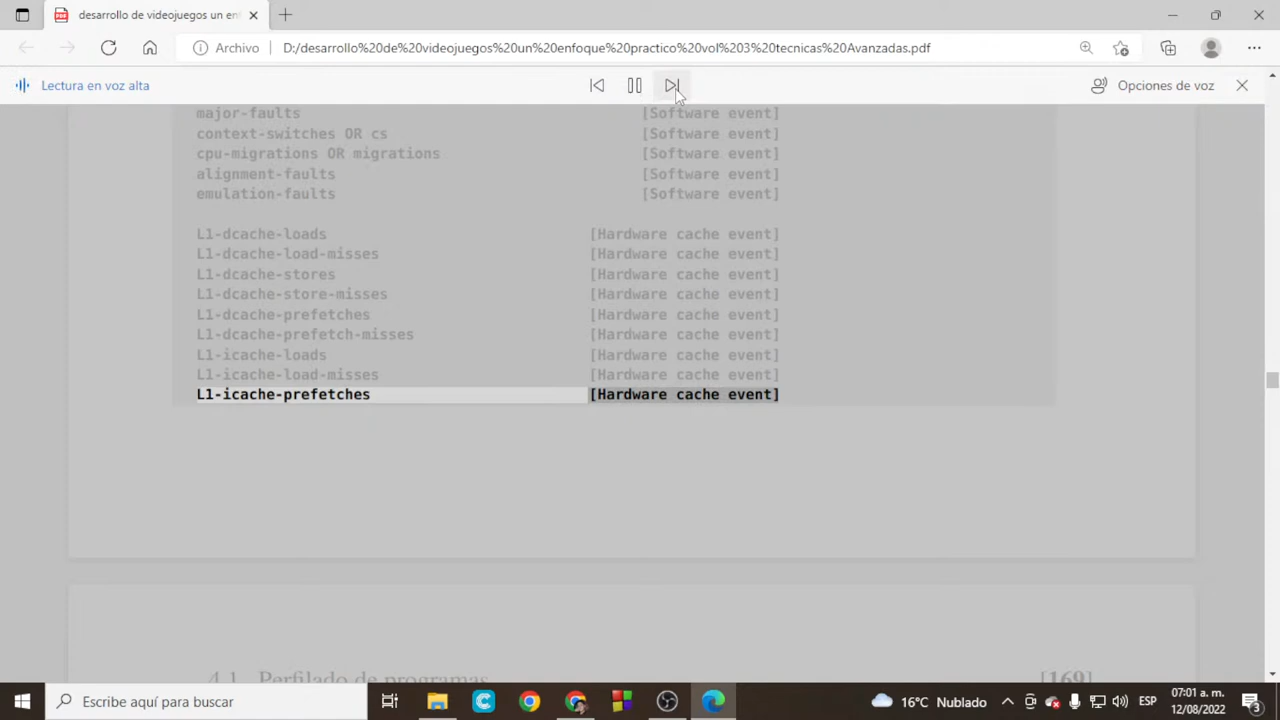 desarrollo de videojuegos un en
Archivo D:/desarrollo%20de%20videojuegos%20un%20enfoque%20practico%20vol%203%20tecnicas%20Avanzadas.pdf
Lectura en voz alta
Opciones de voz
major-faults [Software event]
context-switches OR cs [Software event]
cpu-migrations OR migrations [Software event]
alignment-faults [Software event]
emulation-faults [Software event]
L1-dcache-loads [Hardware cache event]
L1-dcache-load-misses [Hardware cache event]
L1-dcache-stores [Hardware cache event]
L1-dcache-store-misses [Hardware cache event]
L1-dcache-prefetches [Hardware cache event]
L1-dcache-prefetch-misses [Hardware cache event]
L1-icache-loads [Hardware cache event]
L1-icache-load-misses [Hardware cache event]
L1-icache-prefetches [Hardware cache event]
4.1. Perfilado de programas [169]
Escribe aquí para buscar
16°C Nublado
ESP
07:01 a. m.
12/08/2022
3